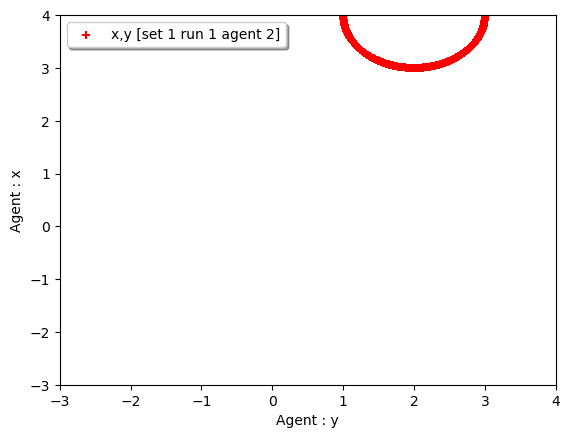 x,y [set 1 run 1 agent 2]
4
3
2
1
0
−1
−2
−3
Agent : x
−3 −2 −1 0 1 2 3 4
Agent : y